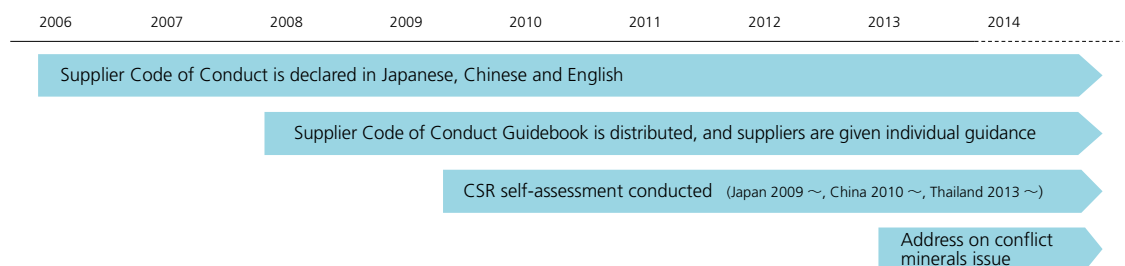 2006 2007 2008 2009 2010 2011 2012 2013 2014
Supplier Code of Conduct is declared in Japanese, Chinese and English
Supplier Code of Conduct Guidebook is distributed, and suppliers are given individual guidance
CSR self-assessment conducted (Japan 2009 ～, China 2010 ～, Thailand 2013 ～)
Address on conflict
minerals issue